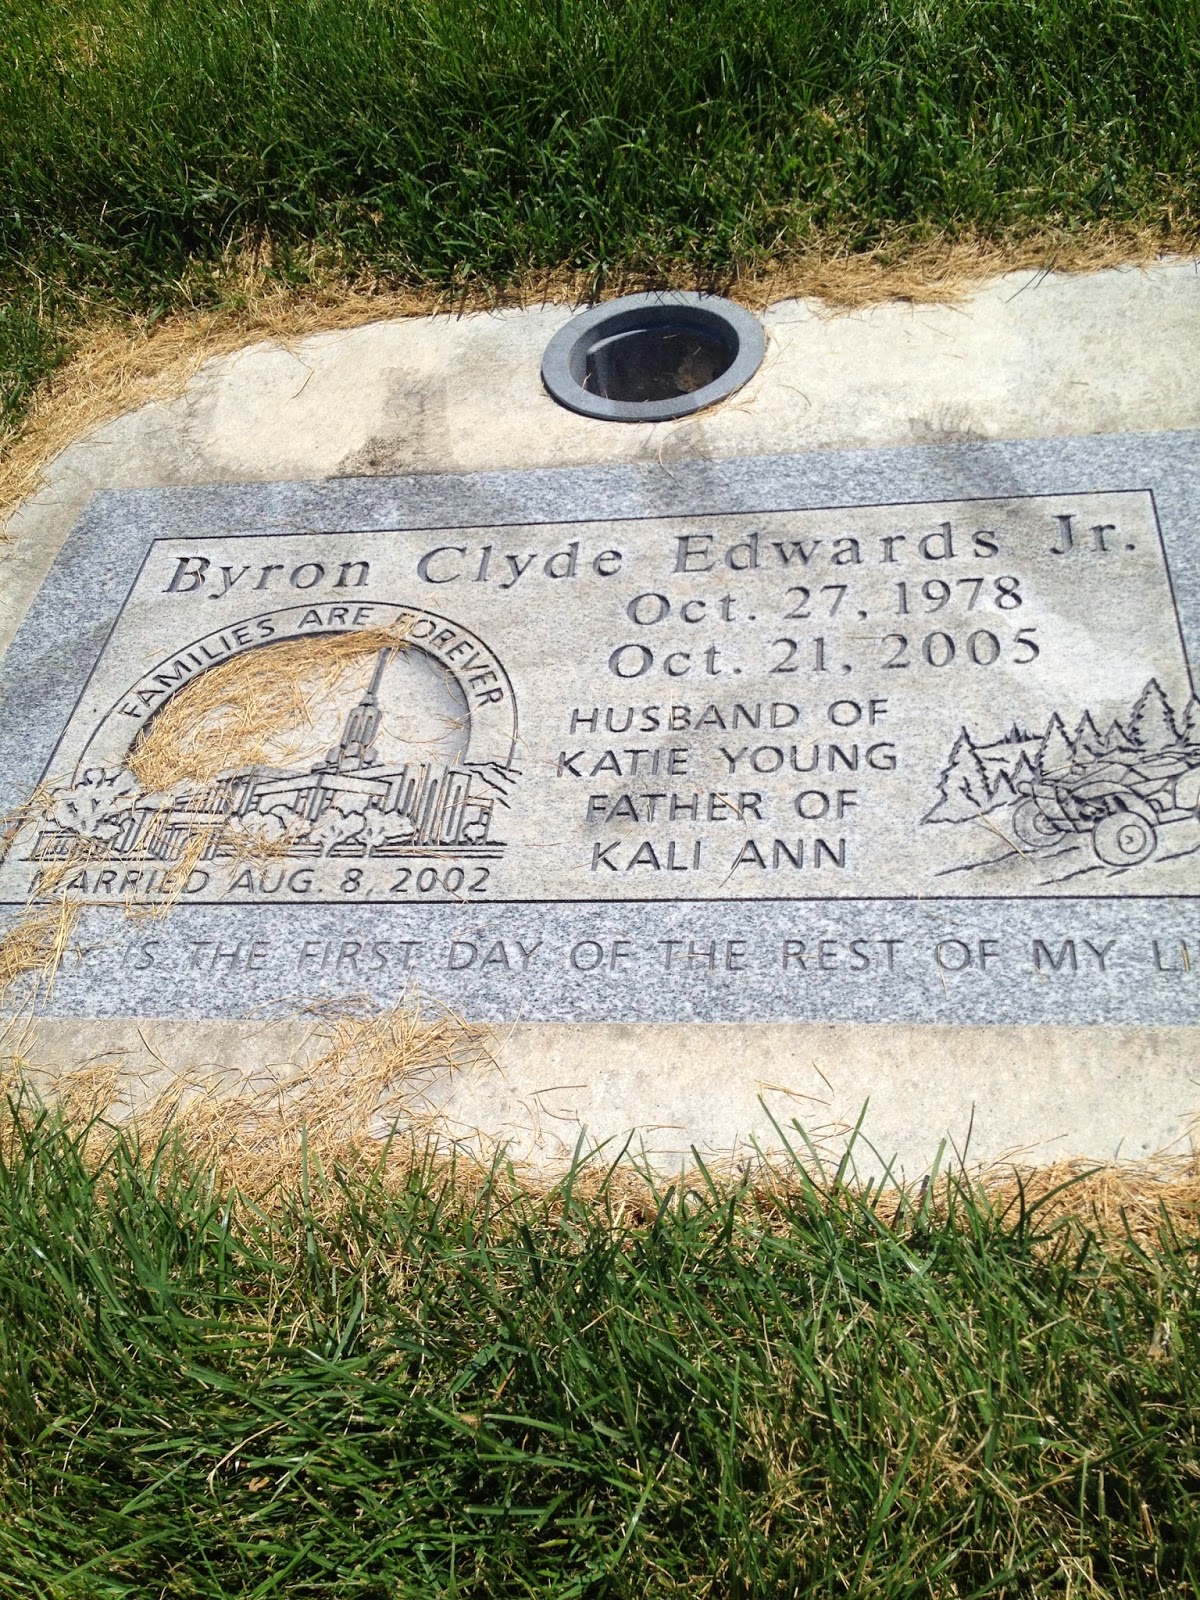 Byron Clyde Edwards Jr.
Oct. 27, 1978
Oct. 21, 2005
FAMILIES ARE FOREVER
MARRIED AUG. 8, 2002
HUSBAND OF
KATIE YOUNG
FATHER OF
KALI ANN
IS THE FIRST DAY OF THE REST OF MY